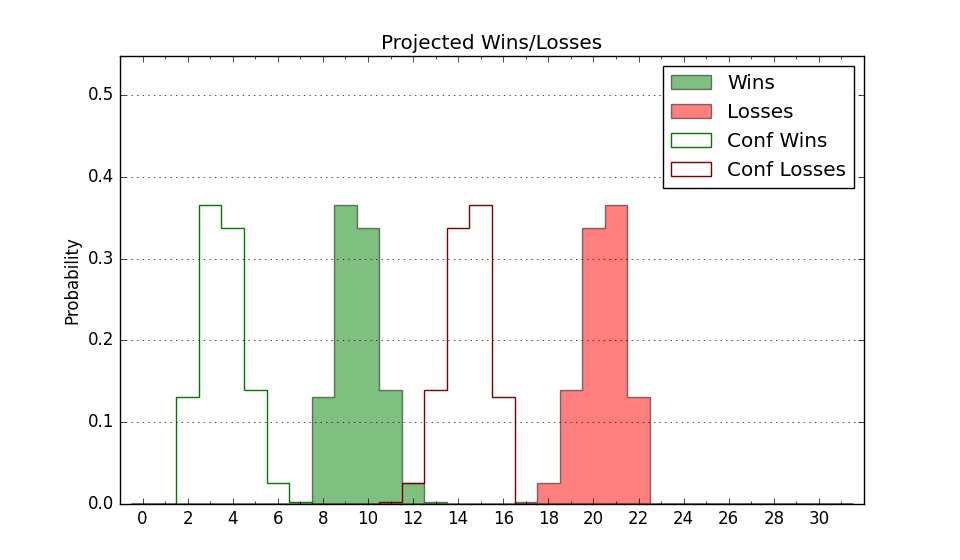 Projected Wins/Losses
Wins
Losses
Conf Wins
Conf Losses
Probability
0.5
0.4
0.3
0.2
0.1
0.0
0 2 4 6 8 10 12 14 16 18 20 22 24 26 28 30